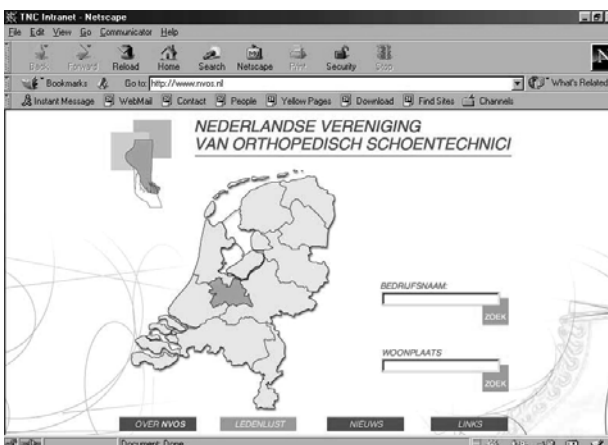 TNC Intranet - Netscape
File Edit View Go Communicator Help
Back Forward Reload Home Search Netscape Print Security Stop
Bookmarks Go to: http://www.nvos.nl What's Related
Instant Message WebMail Contact People Yellow Pages Download Find Sites Channels
NEDERLANDSE VERENIGING
VAN ORTHOPEDISCH SCHOENTECHNICI
BEDRIJFSNAAM:
ZOEK
WOONPLAATS
ZOEK
OVER NVOS LEDENLIJST NIEUWS LINKS
Document: Done